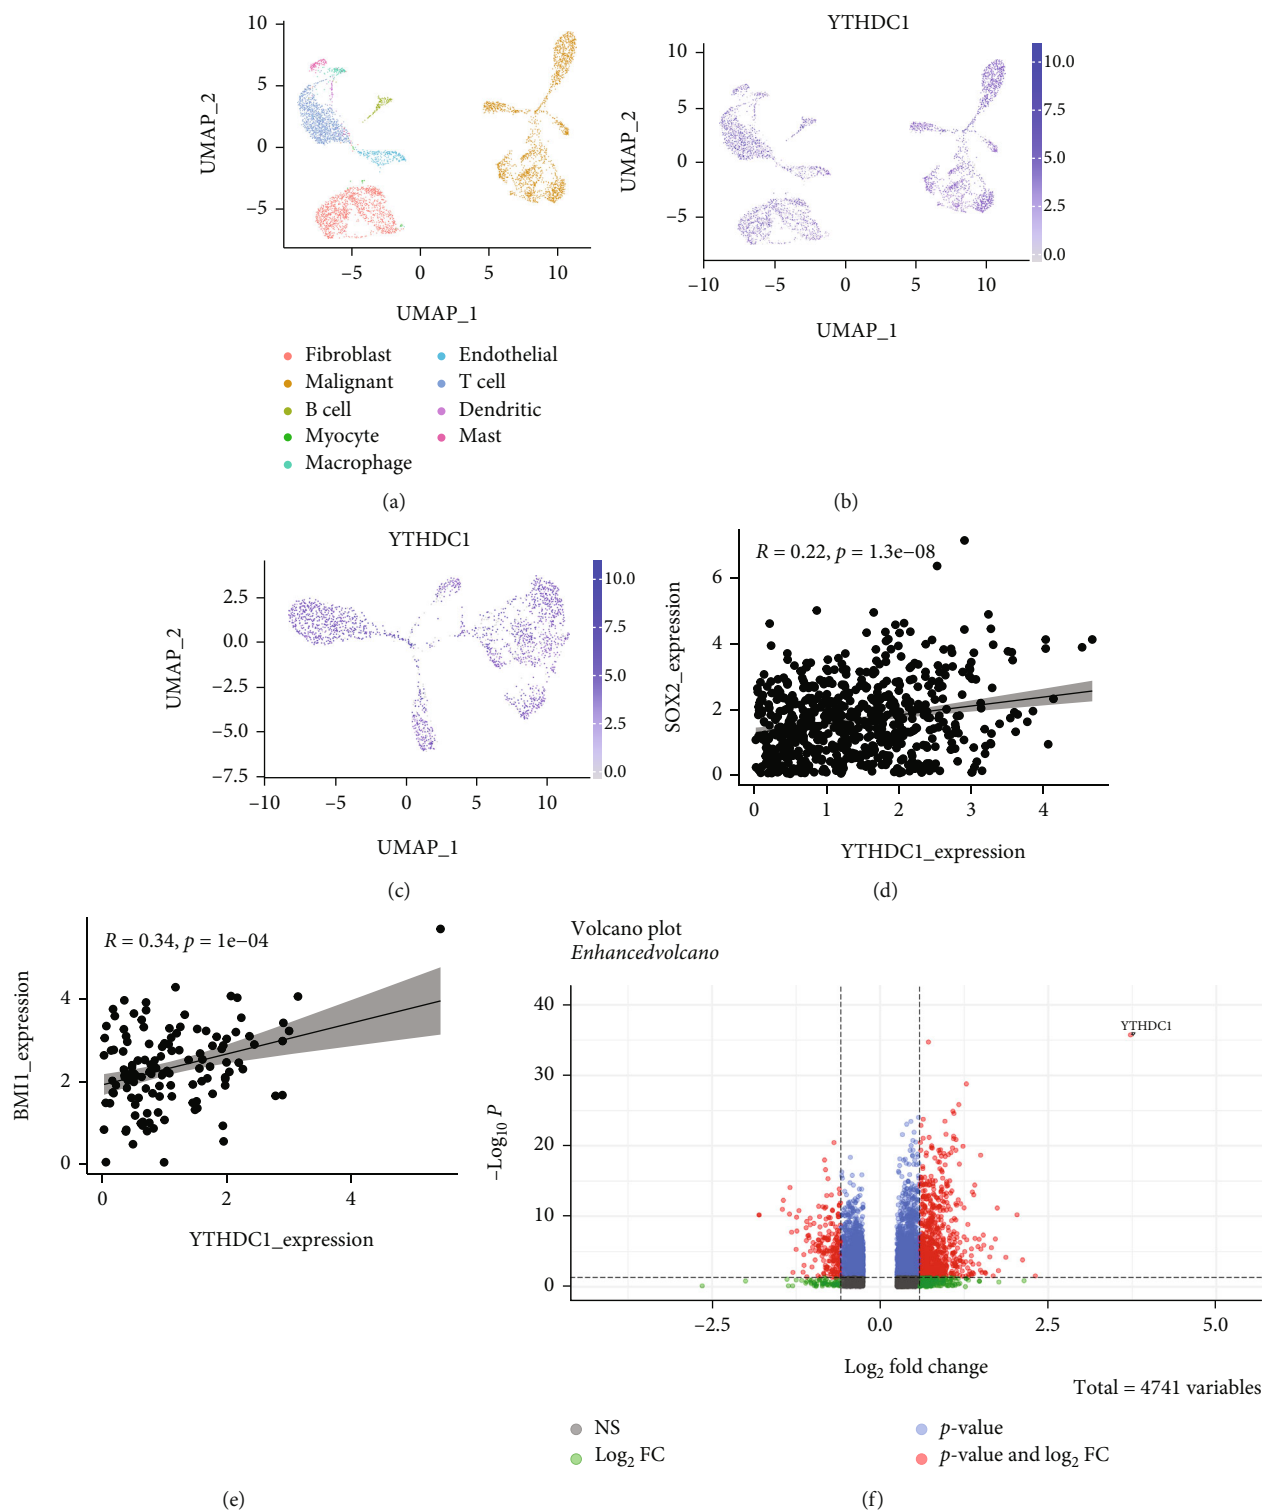 10
5
0
−5
UMAP_2
−5
0
5
10
UMAP_1
Fibroblast
Malignant
B cell
Myocyte
Macrophage
Endothelial
T cell
Dendritic
Mast
(a)
YTHDC1
10
5
0
−5
UMAP_2
−10
−5
0
5
10
UMAP_1
10.0
7.5
5.0
2.5
0.0
(b)
YTHDC1
2.5
0.0
−2.5
−5.0
−7.5
UMAP_2
−10
−5
0
5
10
UMAP_1
10.0
7.5
5.0
2.5
0.0
(c)
R = 0.22, p = 1.3e−08
6
4
2
0
SOX2_expression
0
1
2
3
4
YTHDC1_expression
(d)
R = 0.34, p = 1e−04
4
2
0
BMI1_expression
0
2
4
YTHDC1_expression
(e)
Volcano plot
Enhancedvolcano
40
30
20
10
0
−Log10 P
YTHDC1
−2.5
0.0
2.5
5.0
Log2 fold change
Total = 4741 variables
NS
Log2 FC
p-value
p-value and log2 FC
(f)